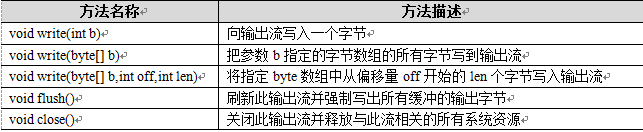 方法名称 方法描述
void write(int b) 向输出流写入一个字节
void write(byte[] b) 把参数 b 指定的字节数组的所有字节写到输出流
void write(byte[] b,int off,int len) 将指定 byte 数组中从偏移量 off 开始的 len 个字节写入输出流
void flush() 刷新此输出流并强制写出所有缓冲的输出字节
void close() 关闭此输出流并释放与此流相关的所有系统资源